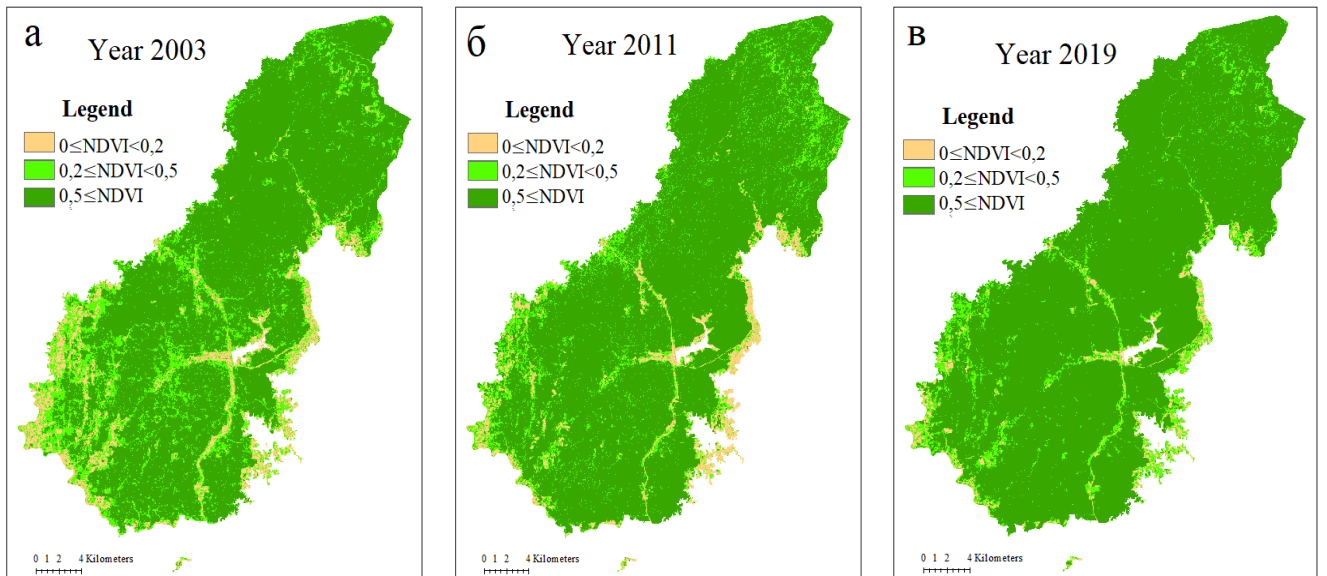 а
Year 2003
Legend
0≤NDVI<0,2
0,2≤NDVI<0,5
0,5≤NDVI
0 1 2 4 Kilometers
б
Year 2011
Legend
0≤NDVI<0,2
0,2≤NDVI<0,5
0,5≤NDVI
0 1 2 4 Kilometers
в
Year 2019
Legend
0≤NDVI<0,2
0,2≤NDVI<0,5
0,5≤NDVI
0 1 2 4 Kilometers